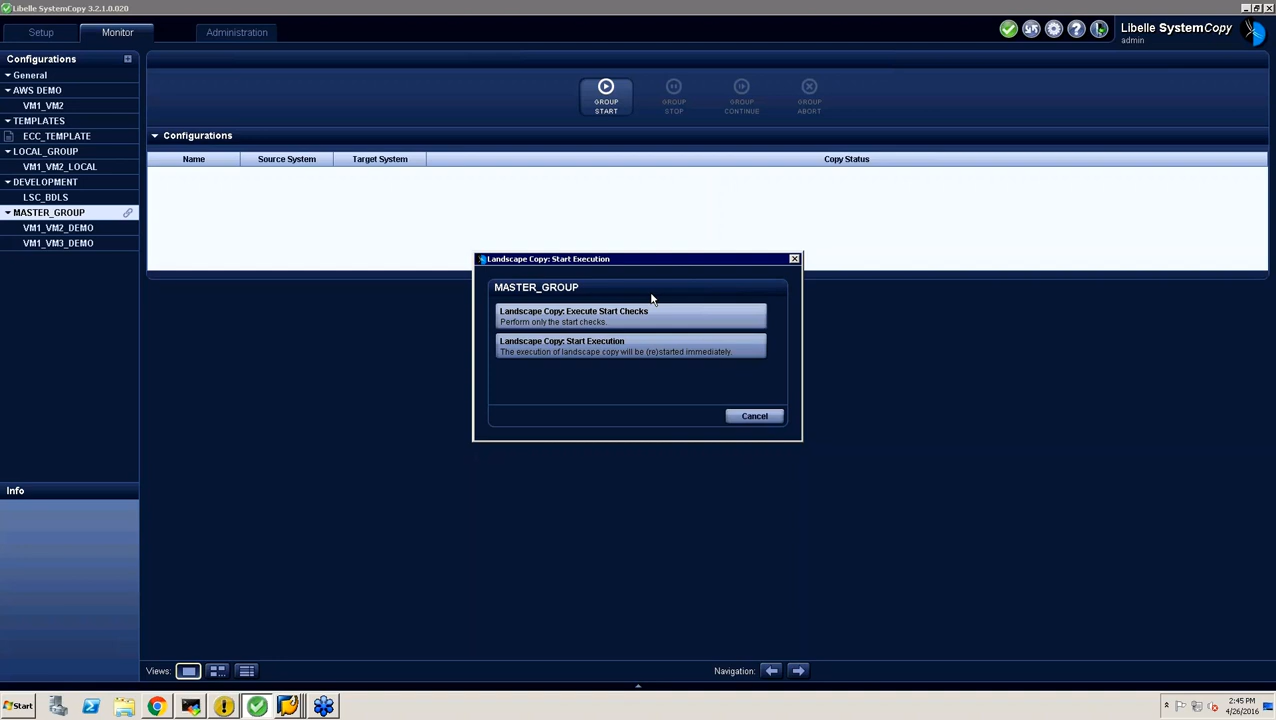 Libelle SystemCopy 3.2.1.0.020
Setup
Monitor
Administration
Libelle SystemCopy
admin
Configurations
General
AWS DEMO
VM1_VM2
TEMPLATES
ECC_TEMPLATE
LOCAL_GROUP
VM1_VM2_LOCAL
DEVELOPMENT
LSC_BDLS
MASTER_GROUP
VM1_VM2_DEMO
VM1_VM3_DEMO
GROUP
START
GROUP
STOP
GROUP
CONTINUE
GROUP
ABORT
Configurations
Name Source System Target System Copy Status
Landscape Copy: Start Execution
MASTER_GROUP
Landscape Copy: Execute Start Checks
Perform only the start checks.
Landscape Copy: Start Execution
The execution of landscape copy will be (re)started immediately.
Cancel
Info
Views:
Navigation:
Start
2:45 PM
4/26/2016